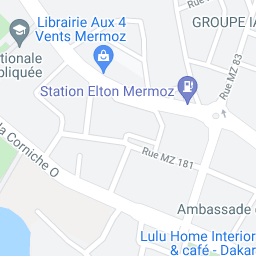 Librairie Aux 4
Vents Mermoz
GROUPE IA
tionale
pliquée
Station Elton Mermoz
Rue MZ 83
la Corniche O
Rue MZ 181
Ambassade
Lulu Home Interior
& café - Dakar